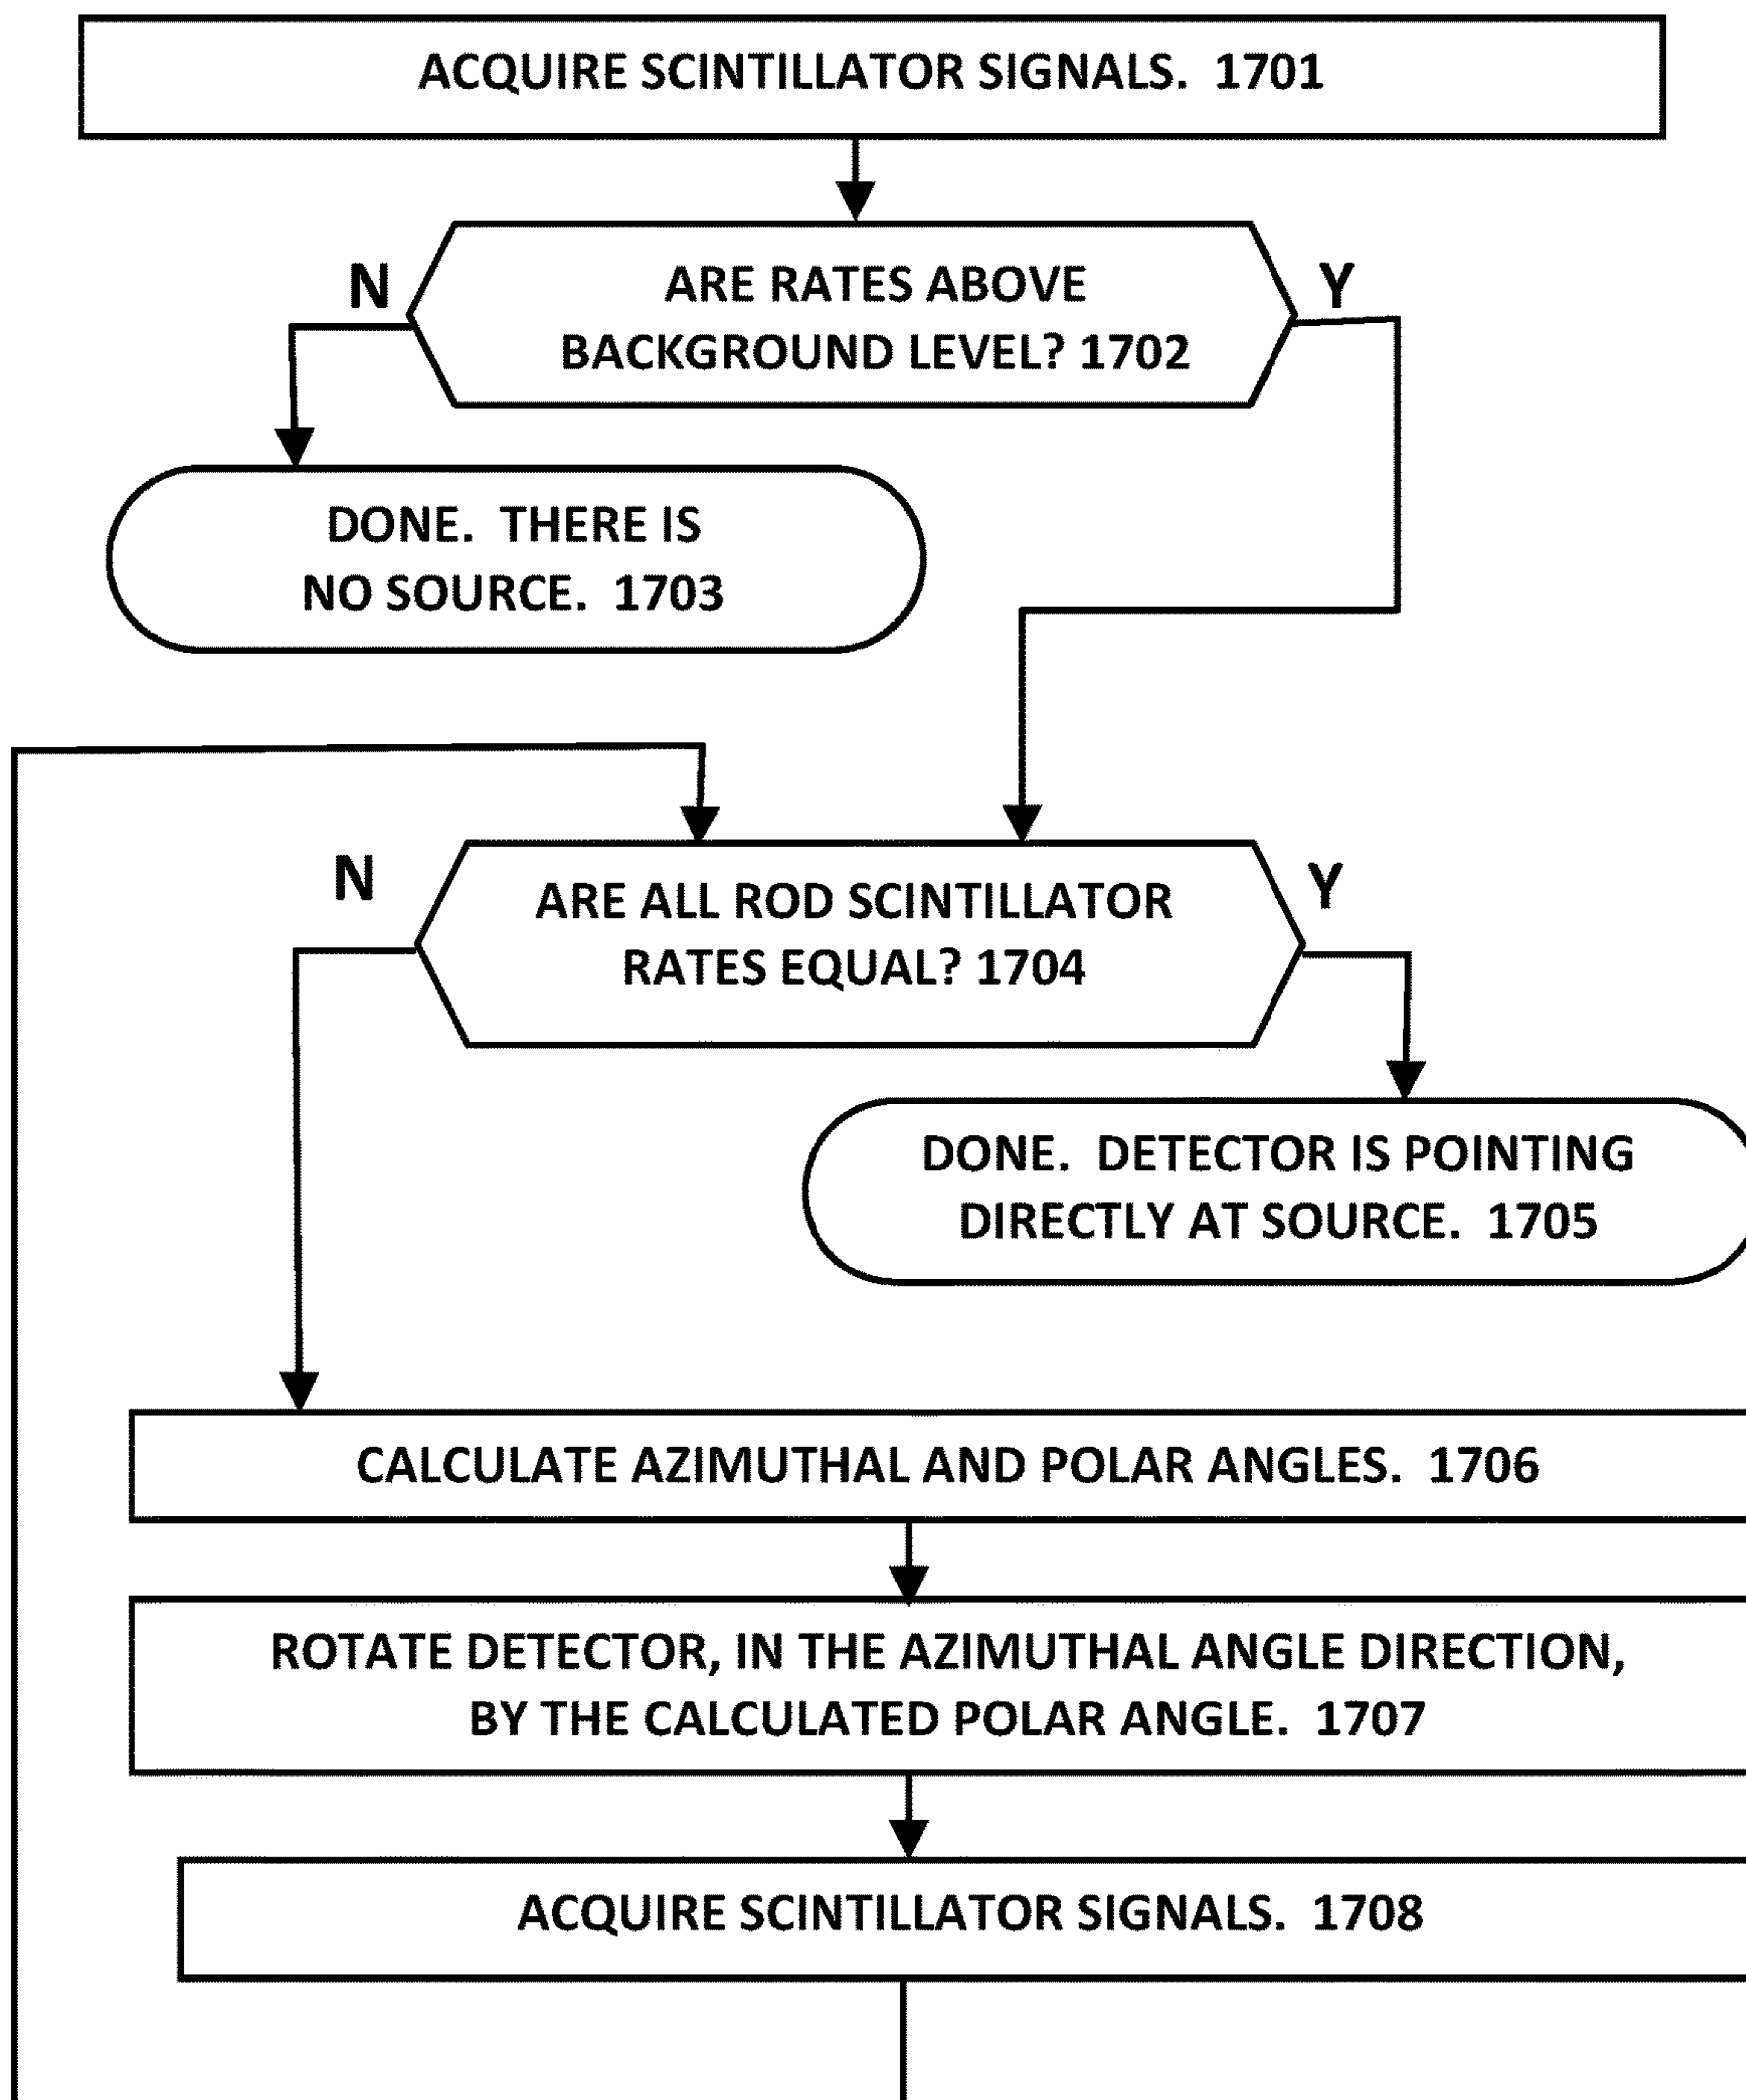 ACQUIRE SCINTILLATOR SIGNALS. 1701
N
Y
ARE RATES ABOVE
BACKGROUND LEVEL? 1702
DONE. THERE IS
NO SOURCE. 1703
N
Y
ARE ALL ROD SCINTILLATOR
RATES EQUAL? 1704
DONE. DETECTOR IS POINTING
DIRECTLY AT SOURCE. 1705
CALCULATE AZIMUTHAL AND POLAR ANGLES. 1706
ROTATE DETECTOR, IN THE AZIMUTHAL ANGLE DIRECTION,
BY THE CALCULATED POLAR ANGLE. 1707
ACQUIRE SCINTILLATOR SIGNALS. 1708